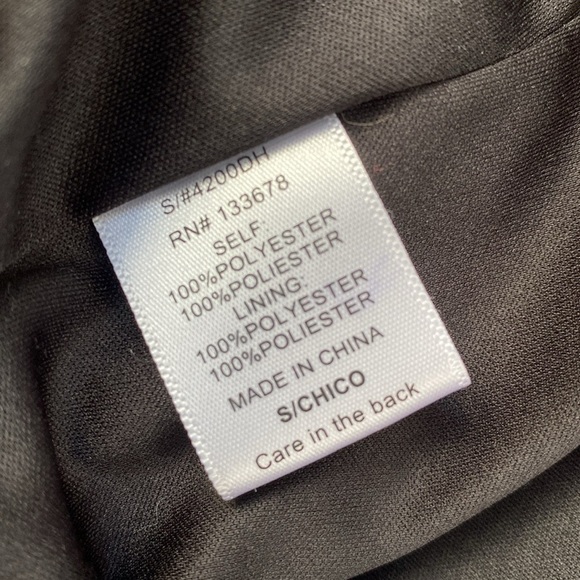 S/#4200DH
RN# 133678
SELF:
100%POLYESTER
100%POLIESTER
LINING:
100%POLYESTER
100%POLIESTER
MADE IN CHINA
S/CHICO
Care in the back